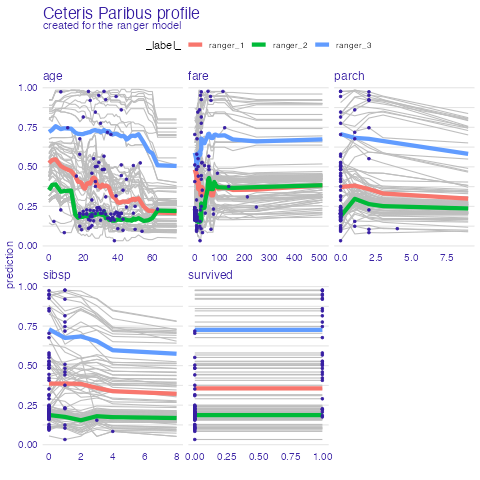 Ceteris Paribus profile
created for the ranger model
_label_ ranger_1 ranger_2 ranger_3
age fare parch
1.00
0.75
0.50
0.25
0.00
0 20 40 60 0 100 200 300 400 500 0.0 2.5 5.0 7.5
prediction
sibsp survived
1.00
0.75
0.50
0.25
0.00
0 2 4 6 8 0.00 0.25 0.50 0.75 1.00